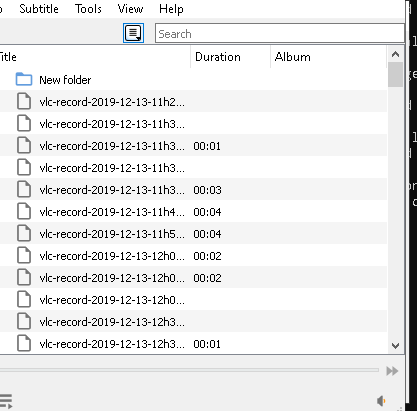 Subtitle Tools View Help
Search
Title Duration Album
New folder
vlc-record-2019-12-13-11h2...
vlc-record-2019-12-13-11h3...
vlc-record-2019-12-13-11h3... 00:01
vlc-record-2019-12-13-11h3...
vlc-record-2019-12-13-11h3... 00:03
vlc-record-2019-12-13-11h4... 00:04
vlc-record-2019-12-13-11h5... 00:04
vlc-record-2019-12-13-12h0... 00:02
vlc-record-2019-12-13-12h0... 00:02
vlc-record-2019-12-13-12h0...
vlc-record-2019-12-13-12h3...
vlc-record-2019-12-13-12h3... 00:01